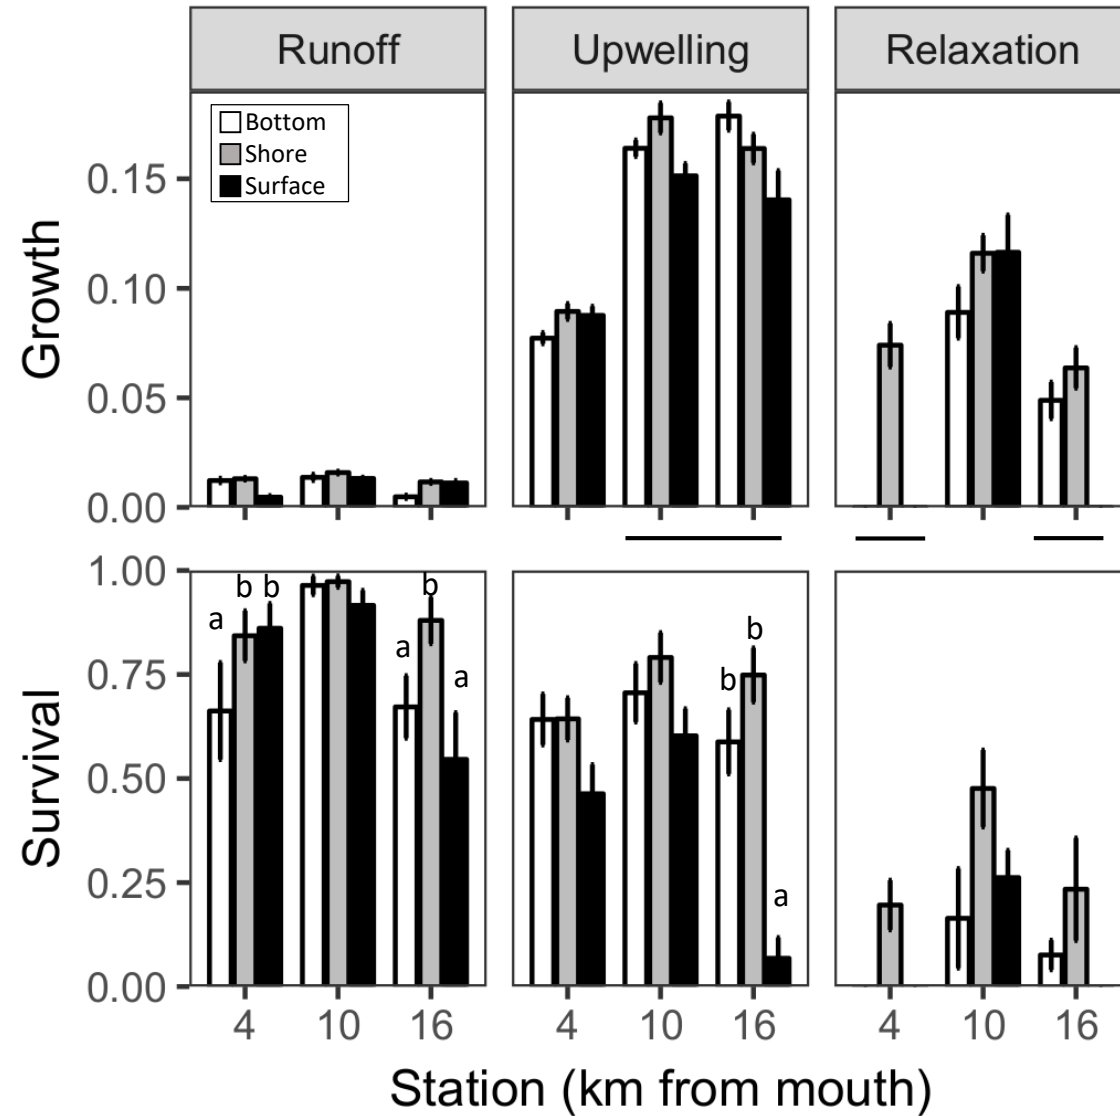 Runoff Upwelling Relaxation
Bottom
Shore
Surface
Growth
0.15
0.10
0.05
0.00
Survival
1.00
0.75
0.50
0.25
0.00
a b b a b a
b b a
4 10 16 4 10 16 4 10 16
Station (km from mouth)